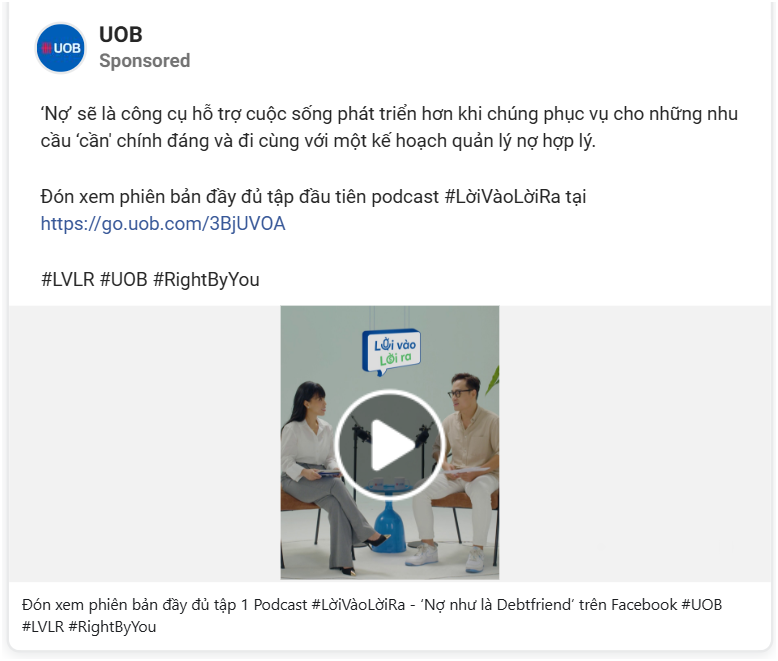 UOB
UOB
Sponsored
‘Nợ’ sẽ là công cụ hỗ trợ cuộc sống phát triển hơn khi chúng phục vụ cho những nhu
cầu ‘cần' chính đáng và đi cùng với một kế hoạch quản lý nợ hợp lý.
Đón xem phiên bản đầy đủ tập đầu tiên podcast #LờiVàoLờiRa tại
https://go.uob.com/3BjUVOA
#LVLR #UOB #RightByYou
Lời vào
Lời ra
Đón xem phiên bản đầy đủ tập 1 Podcast #LờiVàoLờiRa - ‘Nợ như là Debtfriend’ trên Facebook #UOB
#LVLR #RightByYou